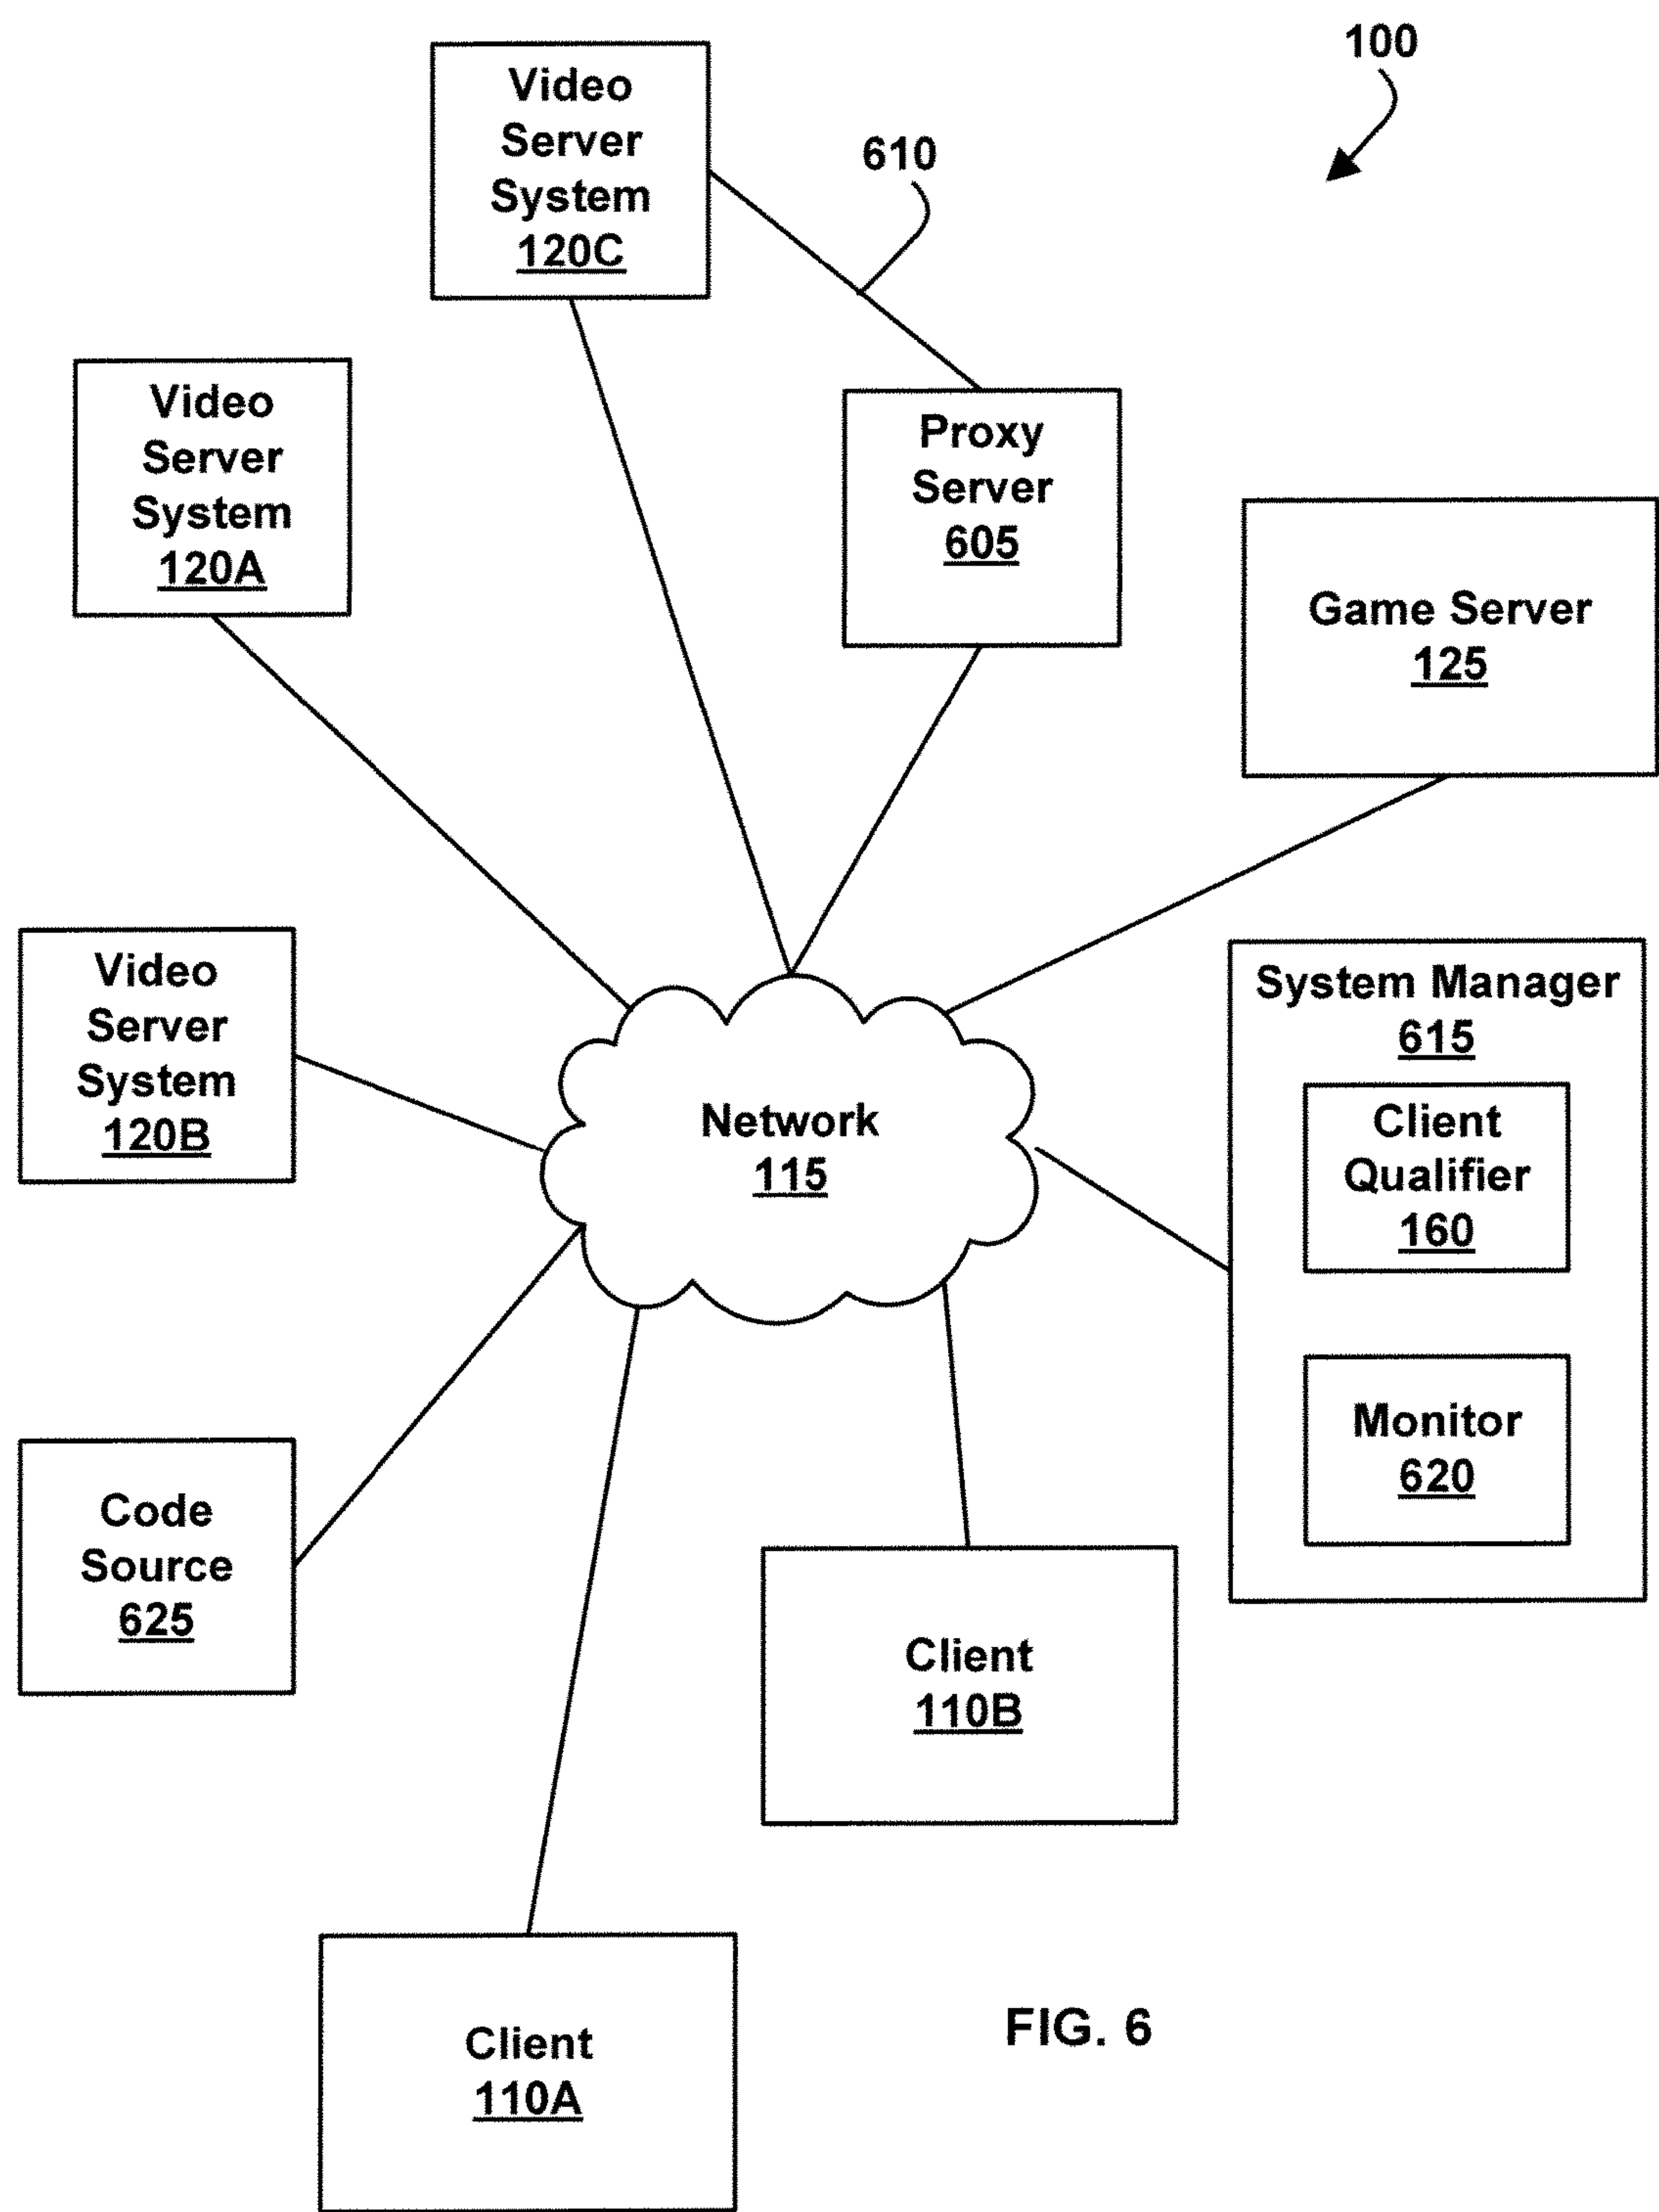 100
Video
Server
System
120C
610
Video
Server
System
120A
Proxy
Server
605
Game Server
125
Video
Server
System
120B
System Manager
615
Client
Qualifier
160
Monitor
620
Network
115
Code
Source
625
Client
110B
Client
110A
FIG. 6